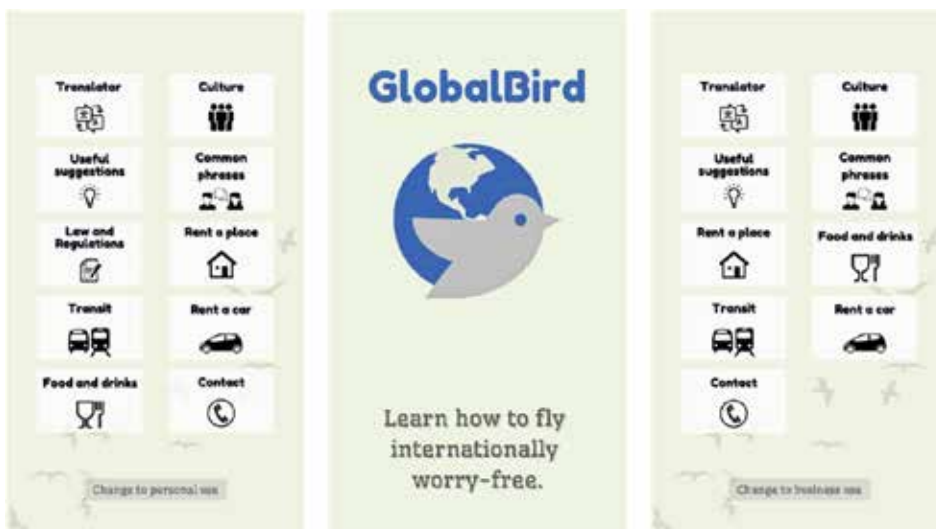 Translator
Culture
Useful
suggestions
Common
phrases
Law and
Regulations
Rent a place
Transit
Rent a car
Food and drinks
Contact
Change to personal use
GlobalBird
Learn how to fly
internationally
worry-free.
Translator
Culture
Useful
suggestions
Common
phrases
Rent a place
Food and drinks
Transit
Rent a car
Contact
Change to business use